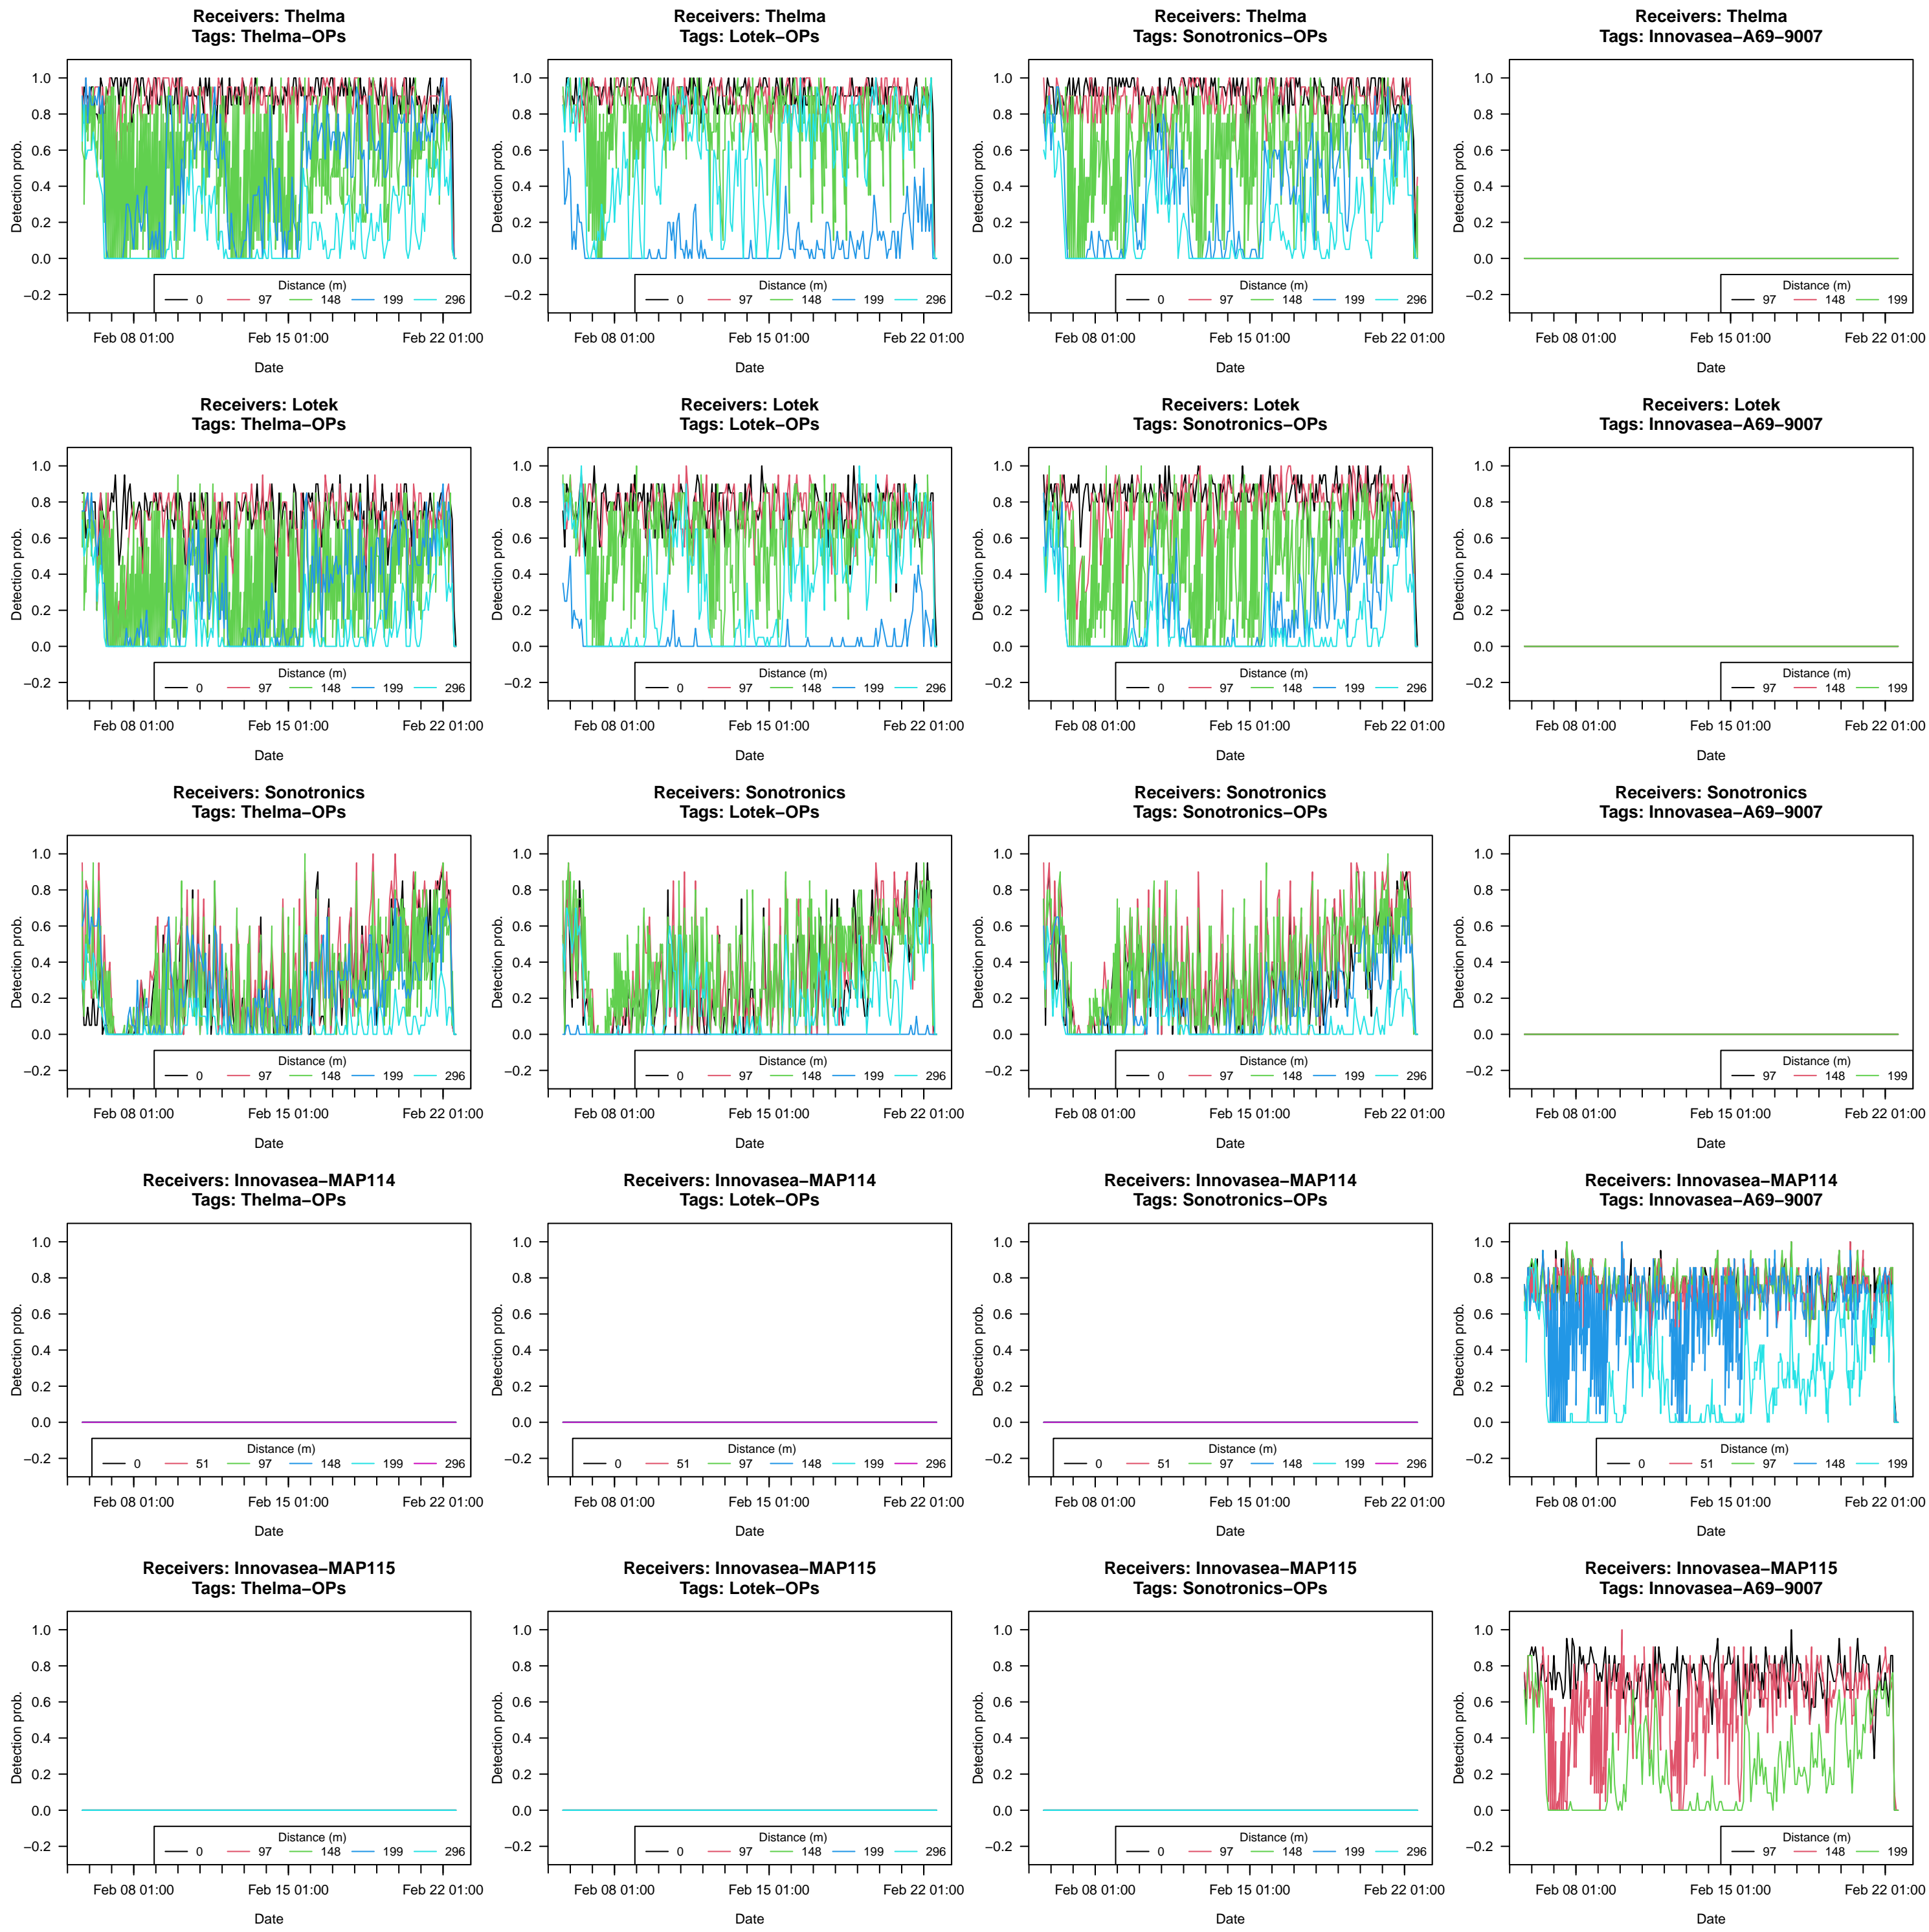 Receivers: Thelma
Tags: Thelma−OPs
Detection prob.
1.0
0.8
0.6
0.4
0.2
0.0
−0.2
Distance (m)
0 97 148 199 296
Feb 08 01:00 Feb 15 01:00 Feb 22 01:00
Date
Receivers: Thelma
Tags: Lotek−OPs
Detection prob.
1.0
0.8
0.6
0.4
0.2
0.0
−0.2
Distance (m)
0 97 148 199 296
Feb 08 01:00 Feb 15 01:00 Feb 22 01:00
Date
Receivers: Thelma
Tags: Sonotronics−OPs
Detection prob.
1.0
0.8
0.6
0.4
0.2
0.0
−0.2
Distance (m)
0 97 148 199 296
Feb 08 01:00 Feb 15 01:00 Feb 22 01:00
Date
Receivers: Thelma
Tags: Innovasea−A69−9007
Detection prob.
1.0
0.8
0.6
0.4
0.2
0.0
−0.2
Distance (m)
97 148 199
Feb 08 01:00 Feb 15 01:00 Feb 22 01:00
Date
Receivers: Lotek
Tags: Thelma−OPs
Detection prob.
1.0
0.8
0.6
0.4
0.2
0.0
−0.2
Distance (m)
0 97 148 199 296
Feb 08 01:00 Feb 15 01:00 Feb 22 01:00
Date
Receivers: Lotek
Tags: Lotek−OPs
Detection prob.
1.0
0.8
0.6
0.4
0.2
0.0
−0.2
Distance (m)
0 97 148 199 296
Feb 08 01:00 Feb 15 01:00 Feb 22 01:00
Date
Receivers: Lotek
Tags: Sonotronics−OPs
Detection prob.
1.0
0.8
0.6
0.4
0.2
0.0
−0.2
Distance (m)
0 97 148 199 296
Feb 08 01:00 Feb 15 01:00 Feb 22 01:00
Date
Receivers: Lotek
Tags: Innovasea−A69−9007
Detection prob.
1.0
0.8
0.6
0.4
0.2
0.0
−0.2
Distance (m)
97 148 199
Feb 08 01:00 Feb 15 01:00 Feb 22 01:00
Date
Receivers: Sonotronics
Tags: Thelma−OPs
Detection prob.
1.0
0.8
0.6
0.4
0.2
0.0
−0.2
Distance (m)
0 97 148 199 296
Feb 08 01:00 Feb 15 01:00 Feb 22 01:00
Date
Receivers: Sonotronics
Tags: Lotek−OPs
Detection prob.
1.0
0.8
0.6
0.4
0.2
0.0
−0.2
Distance (m)
0 97 148 199 296
Feb 08 01:00 Feb 15 01:00 Feb 22 01:00
Date
Receivers: Sonotronics
Tags: Sonotronics−OPs
Detection prob.
1.0
0.8
0.6
0.4
0.2
0.0
−0.2
Distance (m)
0 97 148 199 296
Feb 08 01:00 Feb 15 01:00 Feb 22 01:00
Date
Receivers: Sonotronics
Tags: Innovasea−A69−9007
Detection prob.
1.0
0.8
0.6
0.4
0.2
0.0
−0.2
Distance (m)
97 148 199
Feb 08 01:00 Feb 15 01:00 Feb 22 01:00
Date
Receivers: Innovasea−MAP114
Tags: Thelma−OPs
Detection prob.
1.0
0.8
0.6
0.4
0.2
0.0
−0.2
Distance (m)
0 51 97 148 199 296
Feb 08 01:00 Feb 15 01:00 Feb 22 01:00
Date
Receivers: Innovasea−MAP114
Tags: Lotek−OPs
Detection prob.
1.0
0.8
0.6
0.4
0.2
0.0
−0.2
Distance (m)
0 51 97 148 199 296
Feb 08 01:00 Feb 15 01:00 Feb 22 01:00
Date
Receivers: Innovasea−MAP114
Tags: Sonotronics−OPs
Detection prob.
1.0
0.8
0.6
0.4
0.2
0.0
−0.2
Distance (m)
0 51 97 148 199 296
Feb 08 01:00 Feb 15 01:00 Feb 22 01:00
Date
Receivers: Innovasea−MAP114
Tags: Innovasea−A69−9007
Detection prob.
1.0
0.8
0.6
0.4
0.2
0.0
−0.2
Distance (m)
0 51 97 148 199
Feb 08 01:00 Feb 15 01:00 Feb 22 01:00
Date
Receivers: Innovasea−MAP115
Tags: Thelma−OPs
Detection prob.
1.0
0.8
0.6
0.4
0.2
0.0
−0.2
Distance (m)
0 97 148 199 296
Feb 08 01:00 Feb 15 01:00 Feb 22 01:00
Date
Receivers: Innovasea−MAP115
Tags: Lotek−OPs
Detection prob.
1.0
0.8
0.6
0.4
0.2
0.0
−0.2
Distance (m)
0 97 148 199 296
Feb 08 01:00 Feb 15 01:00 Feb 22 01:00
Date
Receivers: Innovasea−MAP115
Tags: Sonotronics−OPs
Detection prob.
1.0
0.8
0.6
0.4
0.2
0.0
−0.2
Distance (m)
0 97 148 199 296
Feb 08 01:00 Feb 15 01:00 Feb 22 01:00
Date
Receivers: Innovasea−MAP115
Tags: Innovasea−A69−9007
Detection prob.
1.0
0.8
0.6
0.4
0.2
0.0
−0.2
Distance (m)
97 148 199
Feb 08 01:00 Feb 15 01:00 Feb 22 01:00
Date